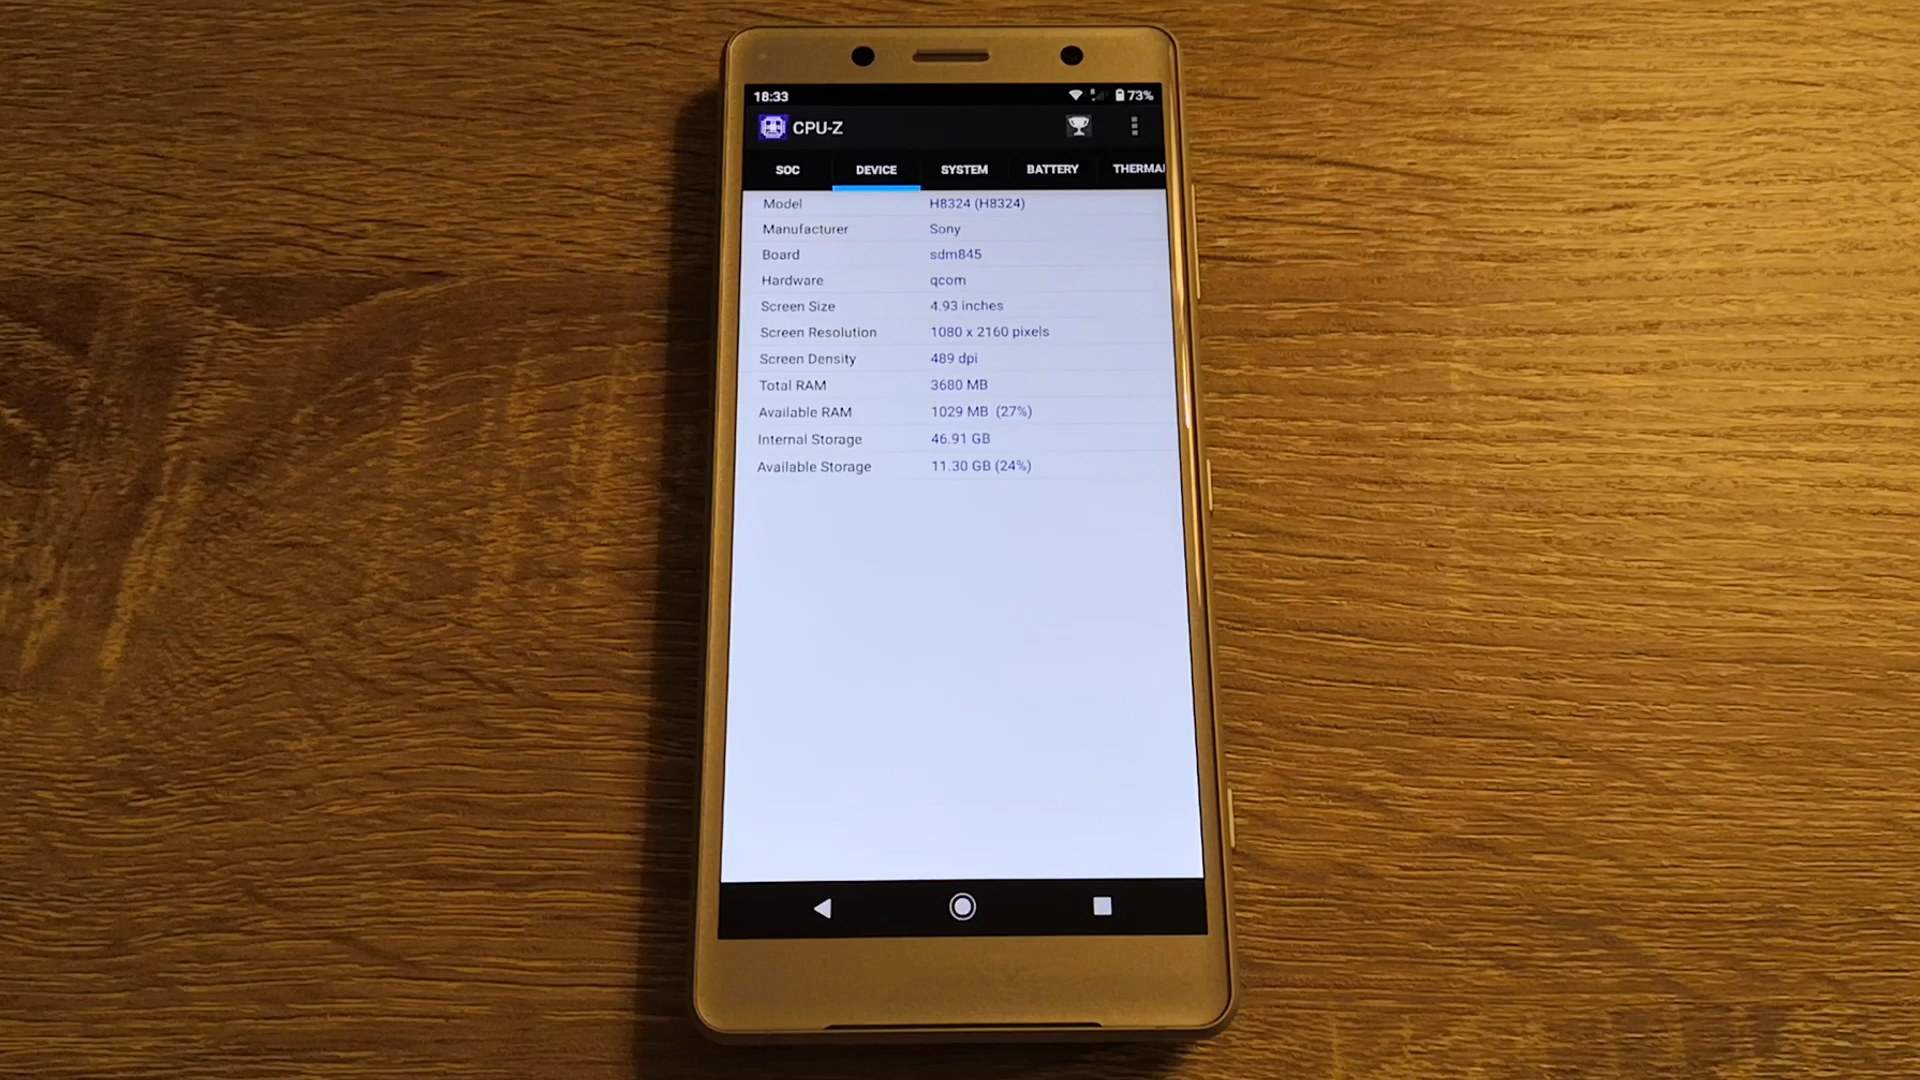 18:33 73%
CPU-Z
SOC DEVICE SYSTEM BATTERY THERMAL
Model H8324 (H8324)
Manufacturer Sony
Board sdm845
Hardware qcom
Screen Size 4.93 inches
Screen Resolution 1080 x 2160 pixels
Screen Density 489 dpi
Total RAM 3680 MB
Available RAM 1029 MB (27%)
Internal Storage 46.91 GB
Available Storage 11.30 GB (24%)